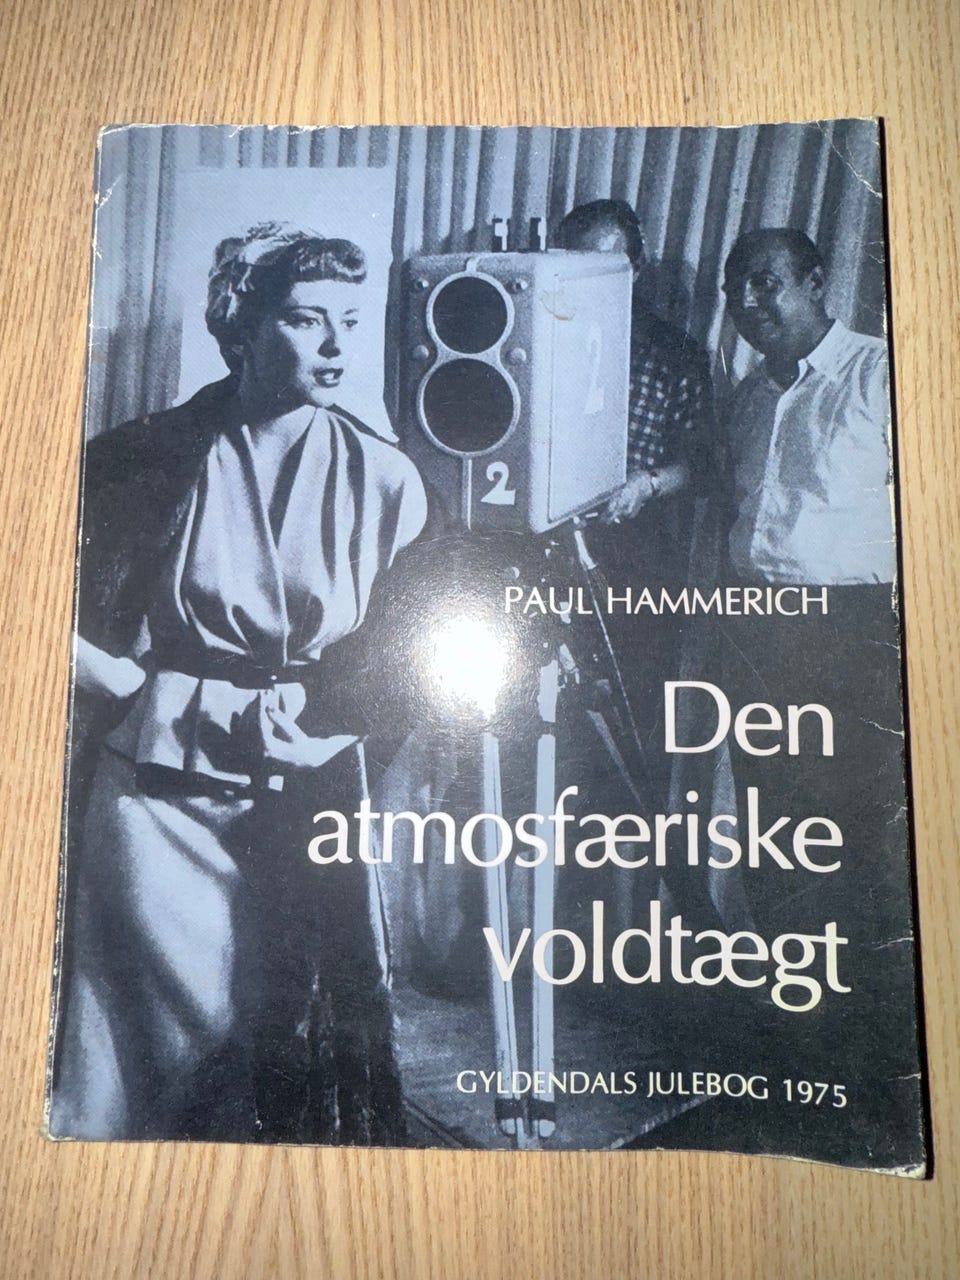 2
2
PAUL HAMMERICH
Den
atmosfæriske
voldtægt
GYLDENDALS JULEBOG 1975